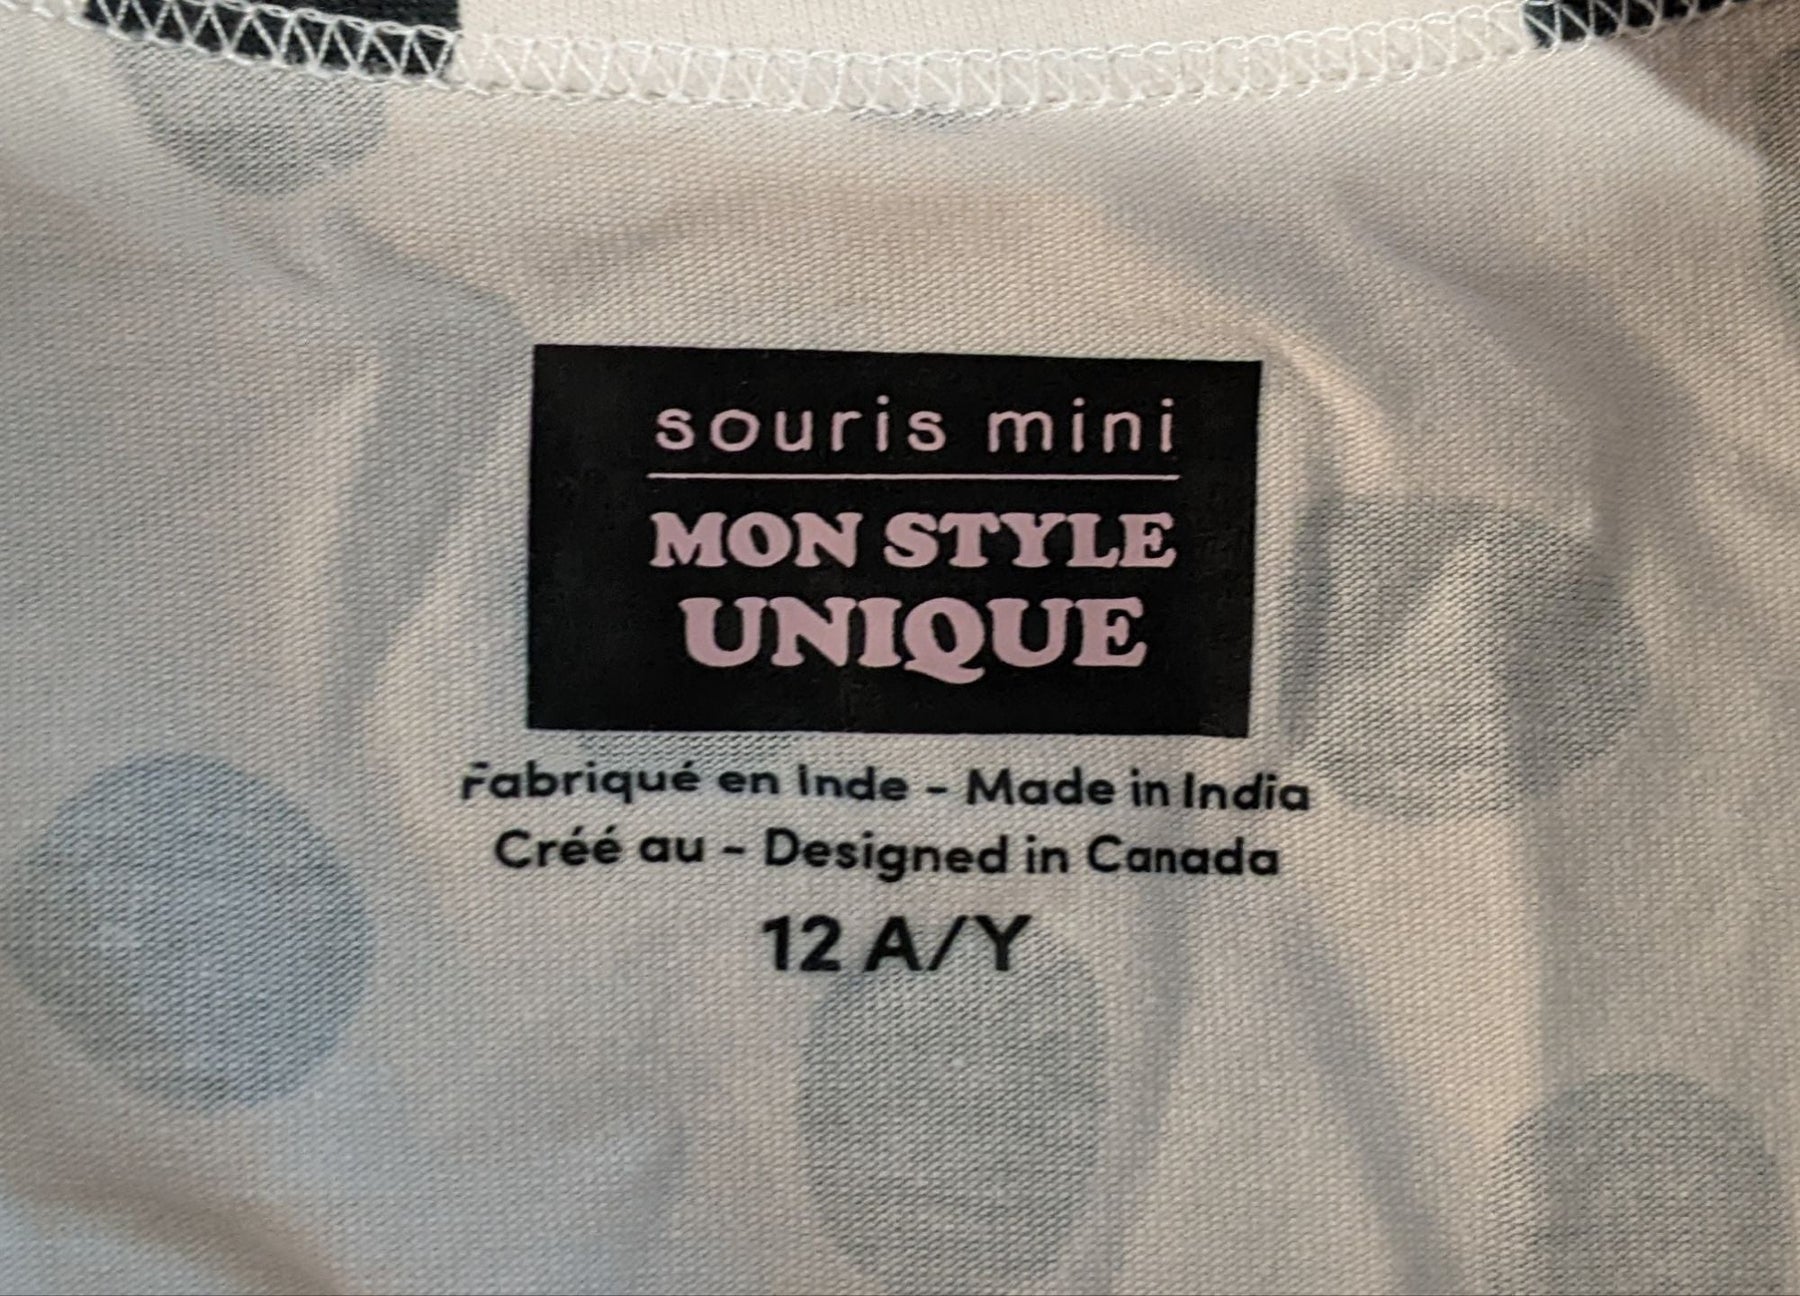 souris mini
MON STYLE
UNIQUE
Fabriqué en Inde - Made in India
Créé au - Designed in Canada
12 A/Y